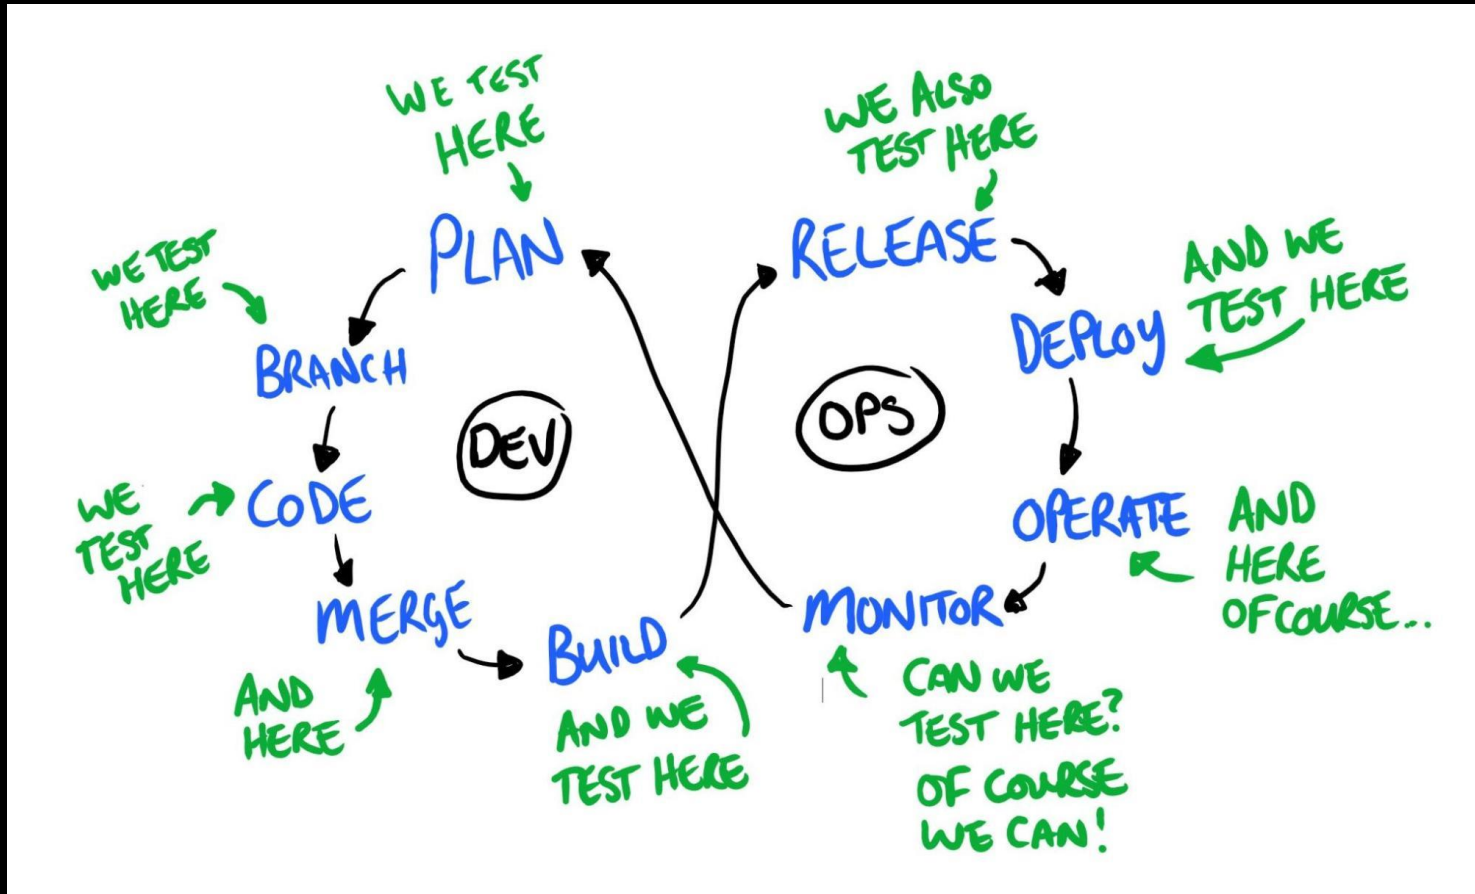 WE TEST
HERE
PLAN
WE TEST
HERE
BRANCH
DEV
WE
TEST
HERE
CODE
MERGE
AND
HERE
BUILD
AND WE
TEST HERE
WE ALSO
TEST HERE
RELEASE
AND WE
TEST HERE
DEPLOY
OPS
OPERATE
AND
HERE
OFCOURSE...
MONITOR
CAN WE
TEST HERE?
OF COURSE
WE CAN!